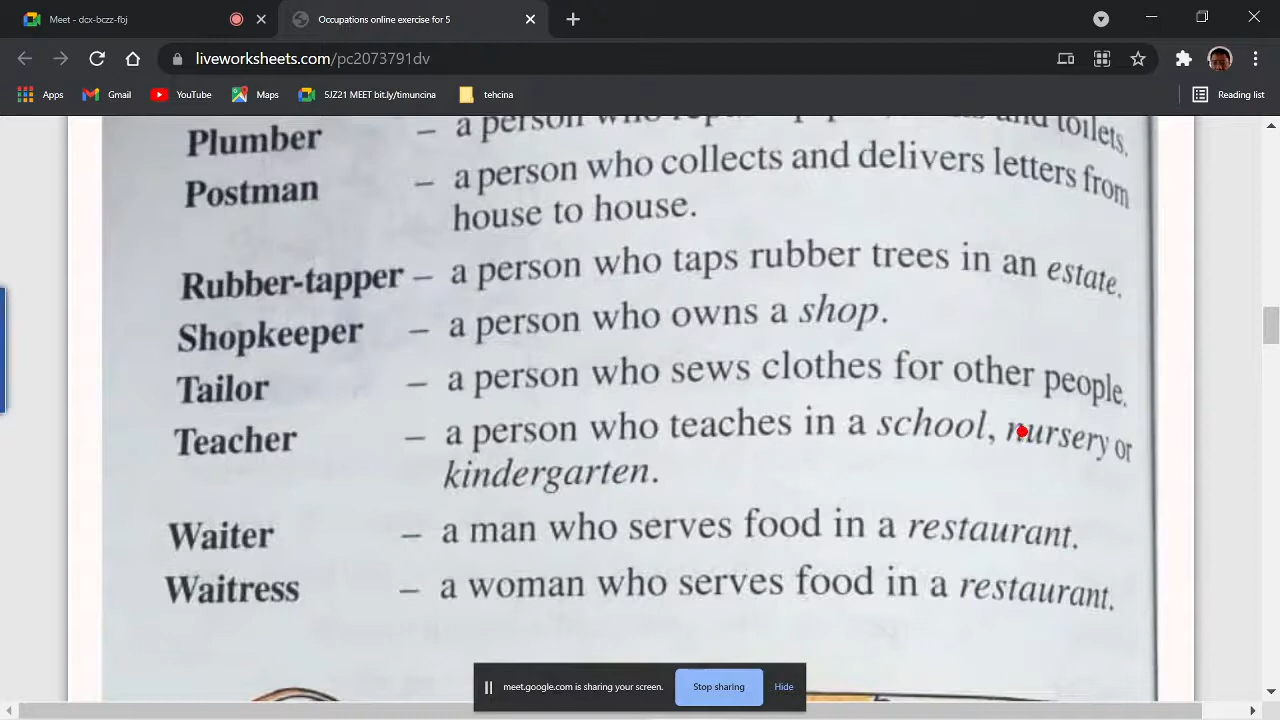 Meet - dcx-bczz-fbj
Occupations online exercise for 5
liveworksheets.com/pc2073791dv
Apps Gmail YouTube Maps 5JZ21 MEET bit.ly/timuncina tehcina Reading list
Plumber – a person who and toilets.
Postman – a person who collects and delivers letters from
house to house.
Rubber-tapper – a person who taps rubber trees in an estate.
Shopkeeper – a person who owns a shop.
Tailor – a person who sews clothes for other people.
Teacher – a person who teaches in a school, nursery or
kindergarten.
Waiter – a man who serves food in a restaurant.
Waitress – a woman who serves food in a restaurant.
meet.google.com is sharing your screen. Stop sharing Hide